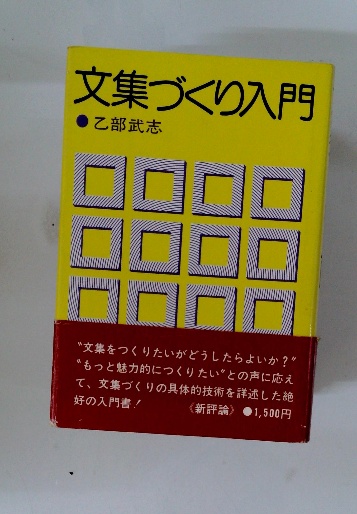 文集づくり入門
●乙部武志
"文集をつくりたいがどうしたらよいか?"
"もっと魅力的につくりたい"との声に応え
て、文集づくりの具体的技術を詳述した絶
好の入門書!
《新評論》●1,500円